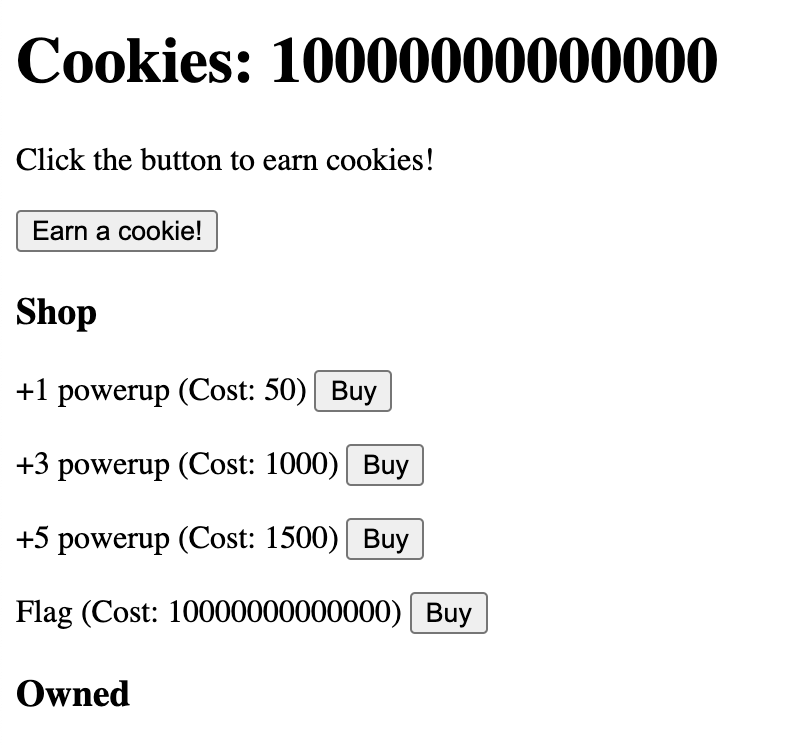 Cookies: 10000000000000
Click the button to earn cookies!
Earn a cookie!
Shop
+1 powerup (Cost: 50) Buy
+3 powerup (Cost: 1000) Buy
+5 powerup (Cost: 1500) Buy
Flag (Cost: 10000000000000) Buy
Owned